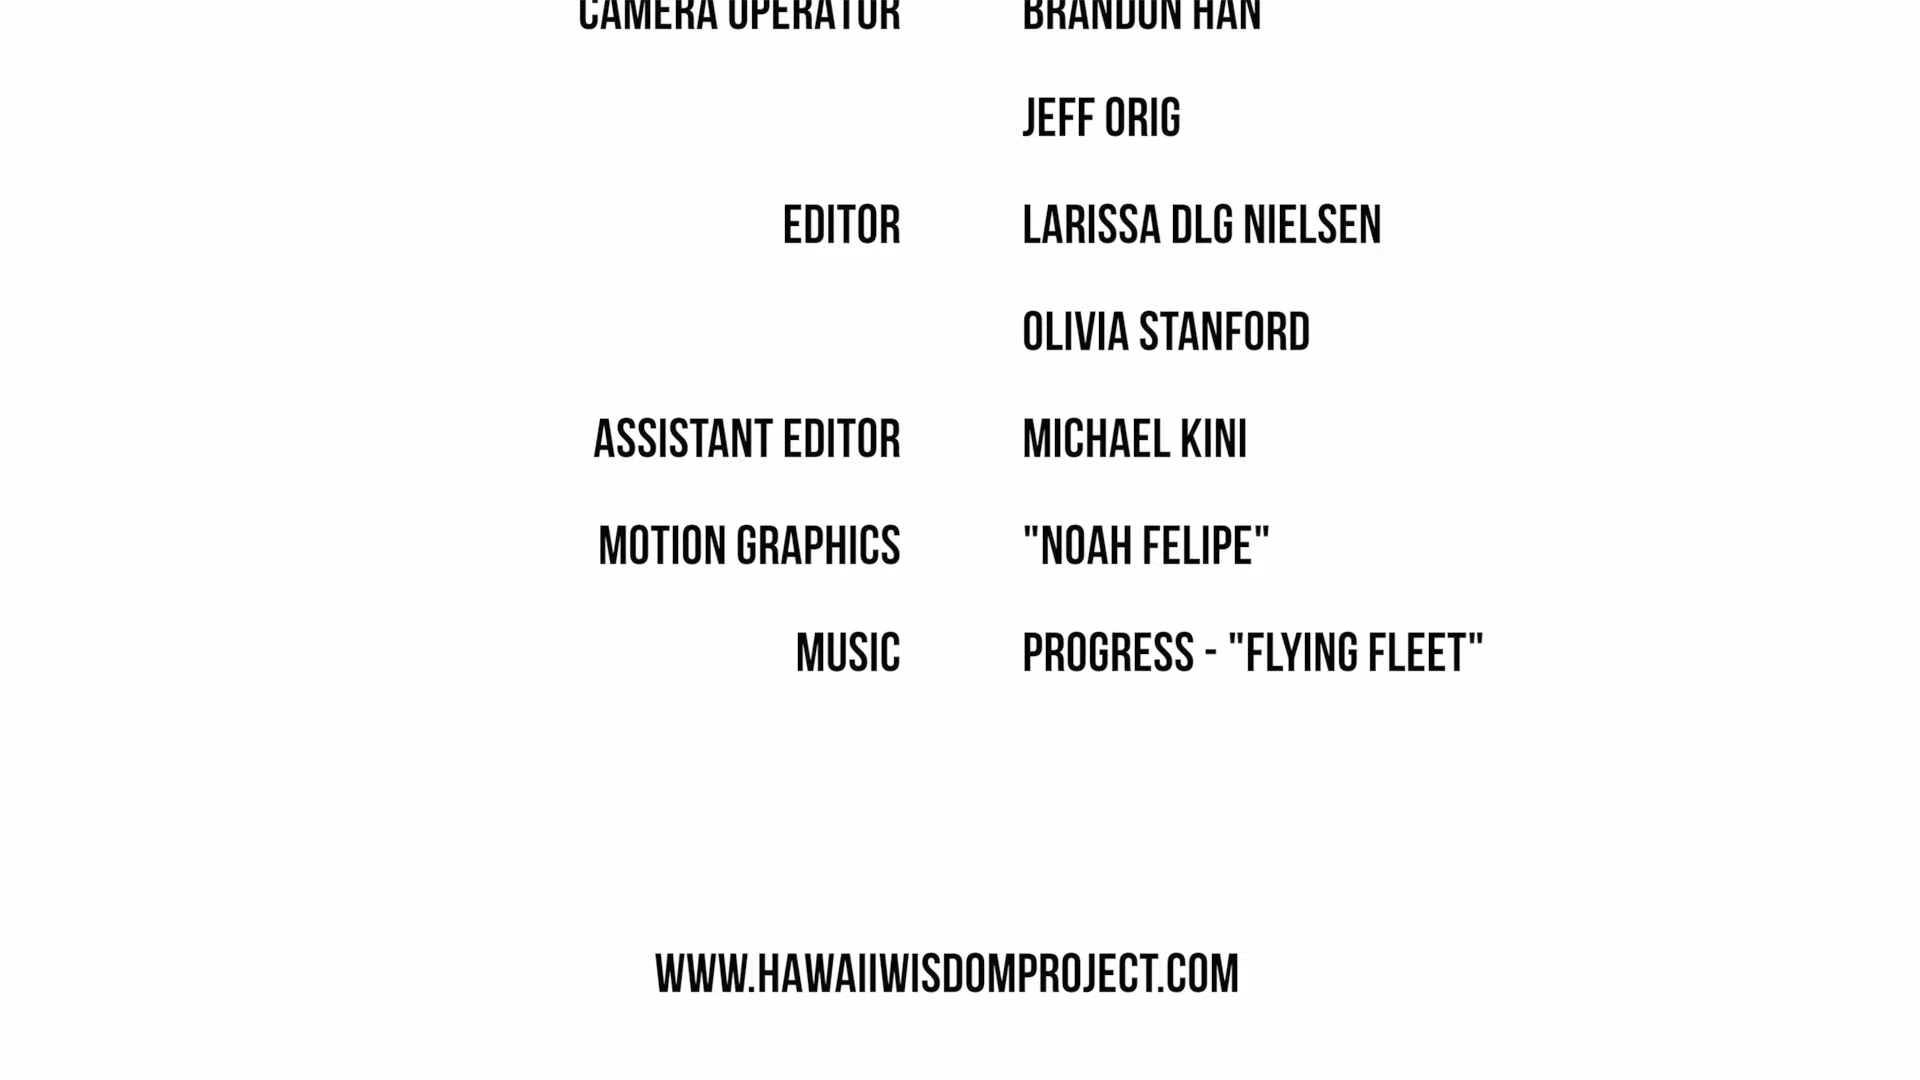 CAMERA OPERATOR BRANDON HAN
JEFF ORIG
EDITOR LARISSA DLG NIELSEN
OLIVIA STANFORD
ASSISTANT EDITOR MICHAEL KINI
MOTION GRAPHICS "NOAH FELIPE"
MUSIC PROGRESS - "FLYING FLEET"
WWW.HAWAIIWISDOMPROJECT.COM